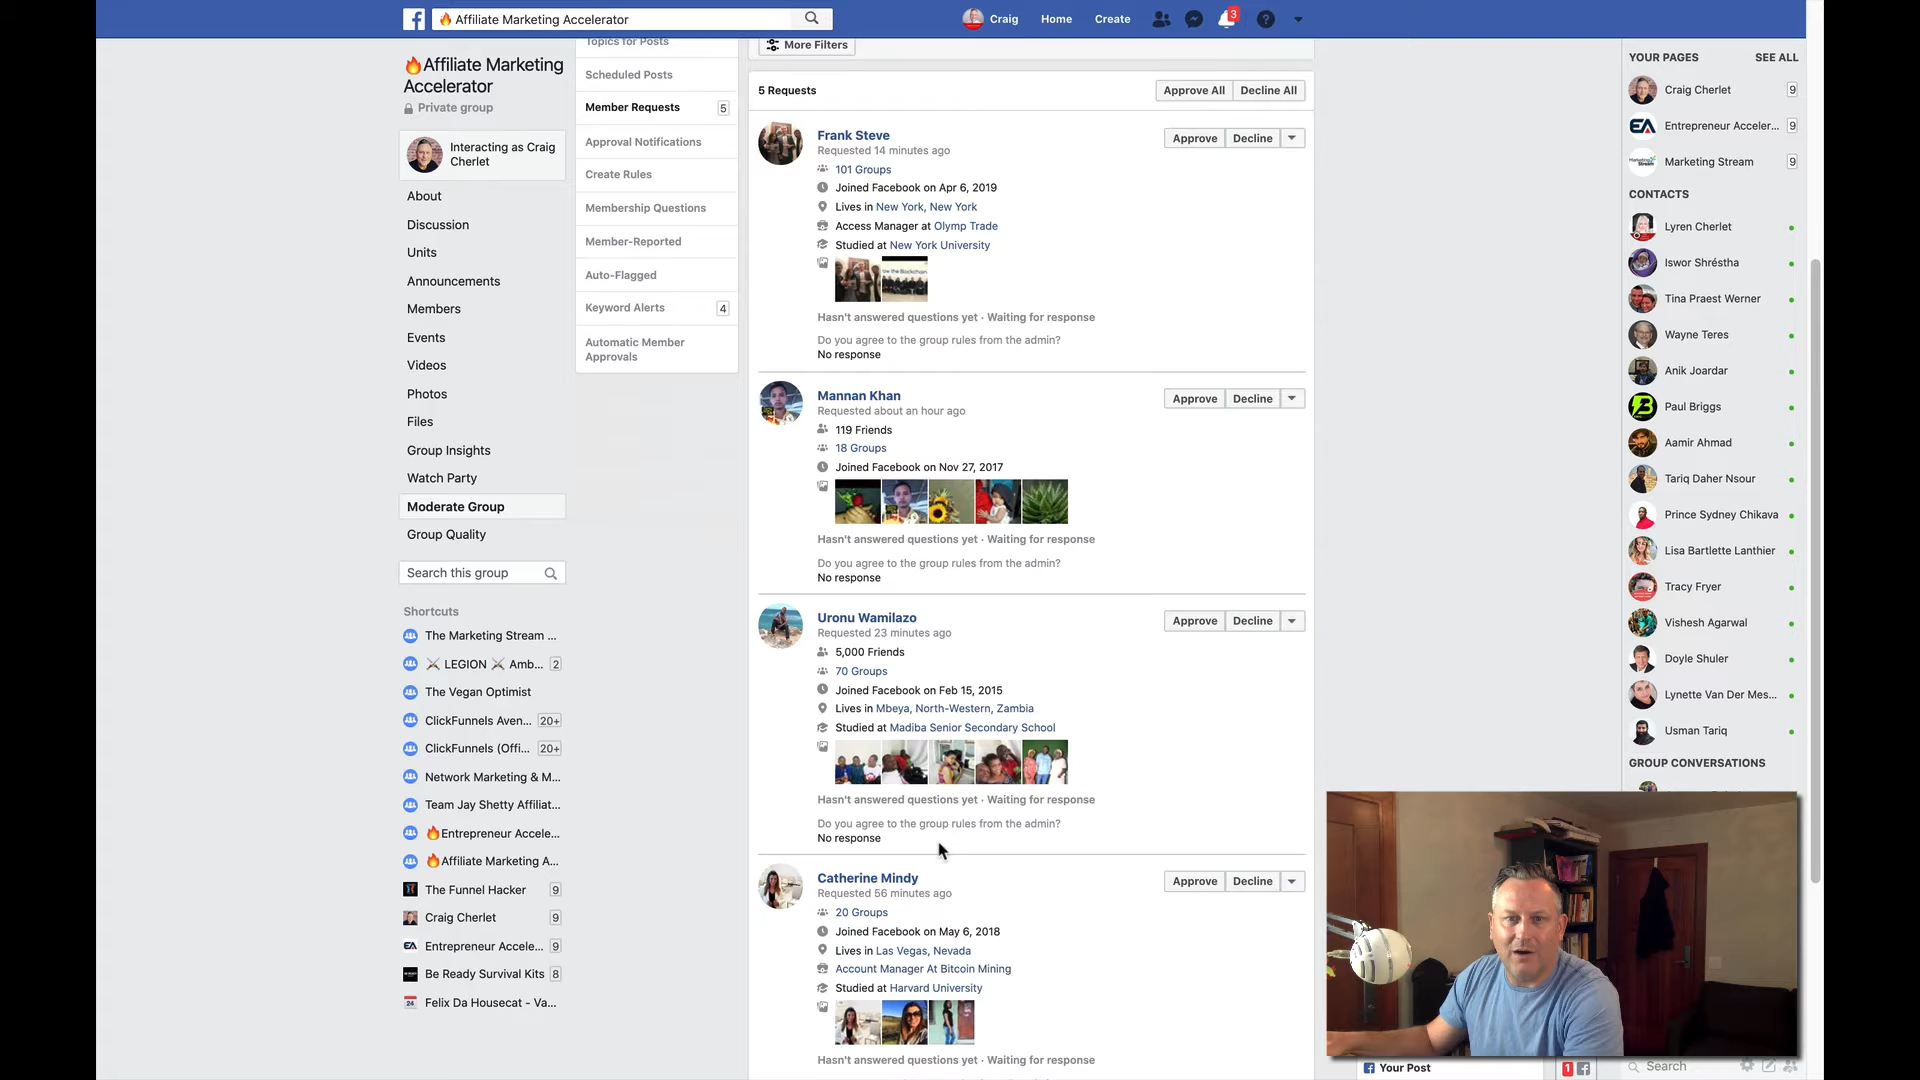 🔥 Affiliate Marketing Accelerator
Craig
Home
Create
3
🔥Affiliate Marketing
Accelerator
Private group
Interacting as Craig
Cherlet
About
Discussion
Units
Announcements
Members
Events
Videos
Photos
Files
Group Insights
Watch Party
Moderate Group
Group Quality
Search this group
Shortcuts
The Marketing Stream ...
⚔ LEGION ⚔ Amb... 2
The Vegan Optimist
ClickFunnels Aven... 20+
ClickFunnels (Offi... 20+
Network Marketing & M...
Team Jay Shetty Affiliat...
🔥Entrepreneur Accele...
🔥Affiliate Marketing A...
The Funnel Hacker 9
Craig Cherlet 9
EA Entrepreneur Accele... 9
Be Ready Survival Kits 8
24 Felix Da Housecat - Va...
Topics for Posts
Scheduled Posts
Member Requests 5
Approval Notifications
Create Rules
Membership Questions
Member-Reported
Auto-Flagged
Keyword Alerts 4
Automatic Member
Approvals
More Filters
5 Requests
Approve All Decline All
Frank Steve
Approve Decline
Requested 14 minutes ago
101 Groups
Joined Facebook on Apr 6, 2019
Lives in New York, New York
Access Manager at Olymp Trade
Studied at New York University
Hasn't answered questions yet · Waiting for response
Do you agree to the group rules from the admin?
No response
Mannan Khan
Approve Decline
Requested about an hour ago
119 Friends
18 Groups
Joined Facebook on Nov 27, 2017
Hasn't answered questions yet · Waiting for response
Do you agree to the group rules from the admin?
No response
Uronu Wamilazo
Approve Decline
Requested 23 minutes ago
5,000 Friends
70 Groups
Joined Facebook on Feb 15, 2015
Lives in Mbeya, North-Western, Zambia
Studied at Madiba Senior Secondary School
Hasn't answered questions yet · Waiting for response
Do you agree to the group rules from the admin?
No response
Catherine Mindy
Approve Decline
Requested 56 minutes ago
20 Groups
Joined Facebook on May 6, 2018
Lives in Las Vegas, Nevada
Account Manager At Bitcoin Mining
Studied at Harvard University
Hasn't answered questions yet · Waiting for response
YOUR PAGES SEE ALL
Craig Cherlet 9
EA Entrepreneur Acceler... 9
Marketing Stream 9
CONTACTS
Lyren Cherlet
Iswor Shréstha
Tina Praest Werner
Wayne Teres
Anik Joardar
Paul Briggs
Aamir Ahmad
Tariq Daher Nsour
Prince Sydney Chikava
Lisa Bartlette Lanthier
Tracy Fryer
Vishesh Agarwal
Doyle Shuler
Lynette Van Der Mes...
Usman Tariq
GROUP CONVERSATIONS
Your Post
1
Search